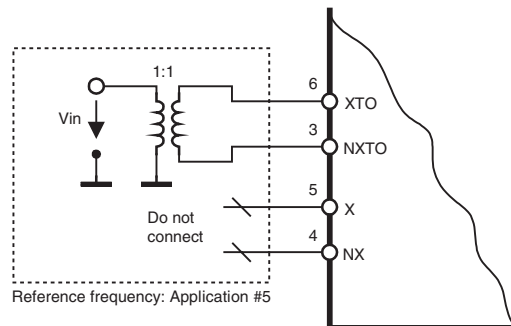 1:1
6
XTO
Vin
3
NXTO
5
X
Do not
connect
4
NX
Reference frequency: Application #5